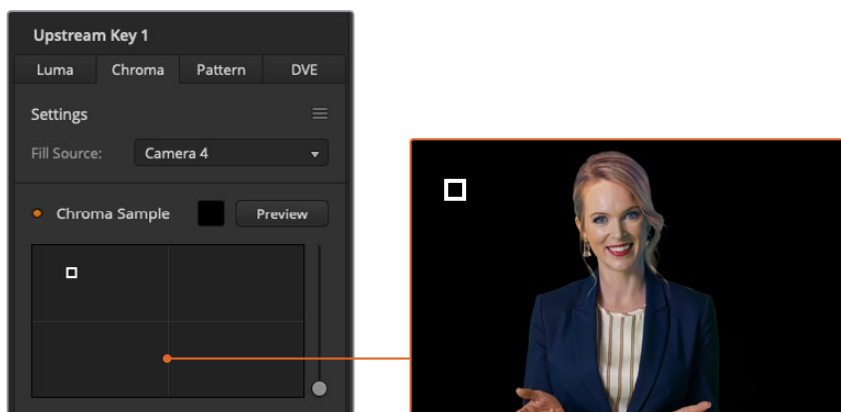 Upstream Key 1
Luma Chroma Pattern DVE
Settings
Fill Source: Camera 4
Chroma Sample Preview